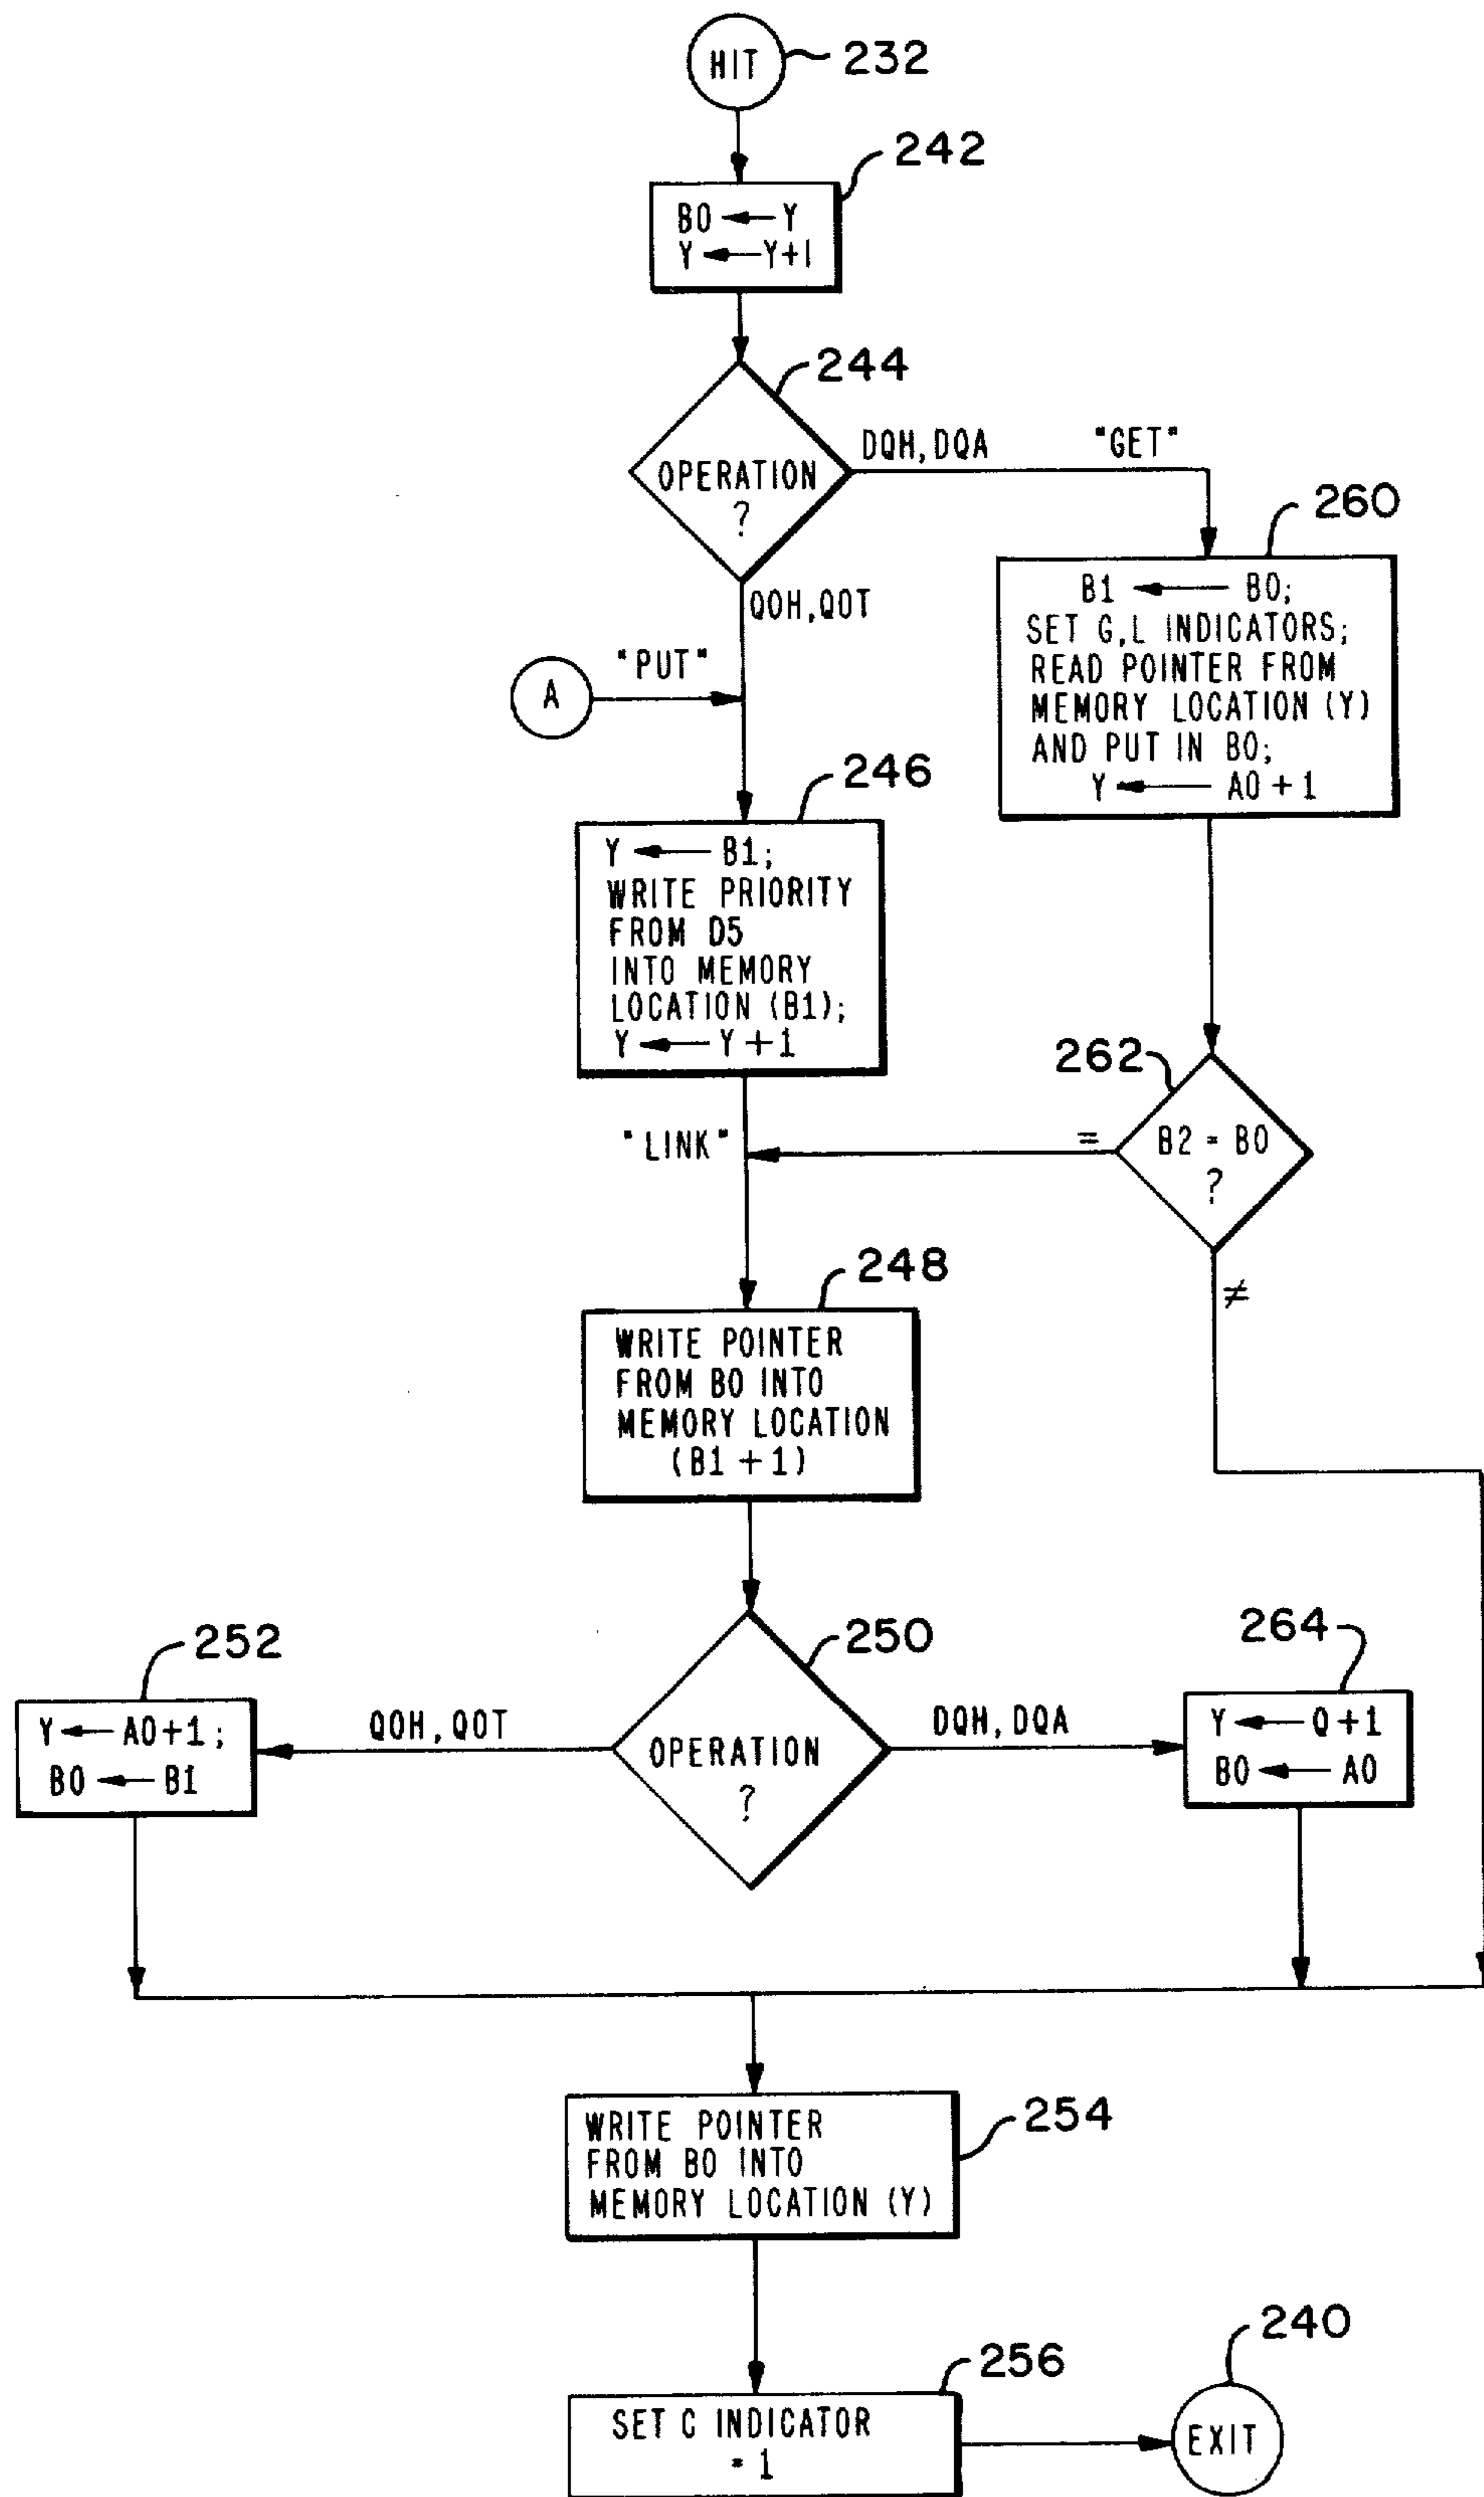 HIT
232
242
B0 ← Y
Y ← Y+1
244
OPERATION
?
DQH, DQA
"GET"
QOH, QOT
260
B1 ← B0;
SET G,L INDICATORS;
READ POINTER FROM
MEMORY LOCATION (Y)
AND PUT IN B0;
Y ← A0 + 1
A
"PUT"
246
Y ← B1;
WRITE PRIORITY
FROM D5
INTO MEMORY
LOCATION (B1);
Y ← Y + 1
262
B2 = B0
?
=
≠
"LINK"
248
WRITE POINTER
FROM B0 INTO
MEMORY LOCATION
(B1 + 1)
250
OPERATION
?
QOH, QOT
DQH, DQA
252
Y ← A0+1;
B0 ← B1
264
Y ← Q +1
B0 ← A0
254
WRITE POINTER
FROM B0 INTO
MEMORY LOCATION (Y)
256
SET C INDICATOR
= 1
240
EXIT